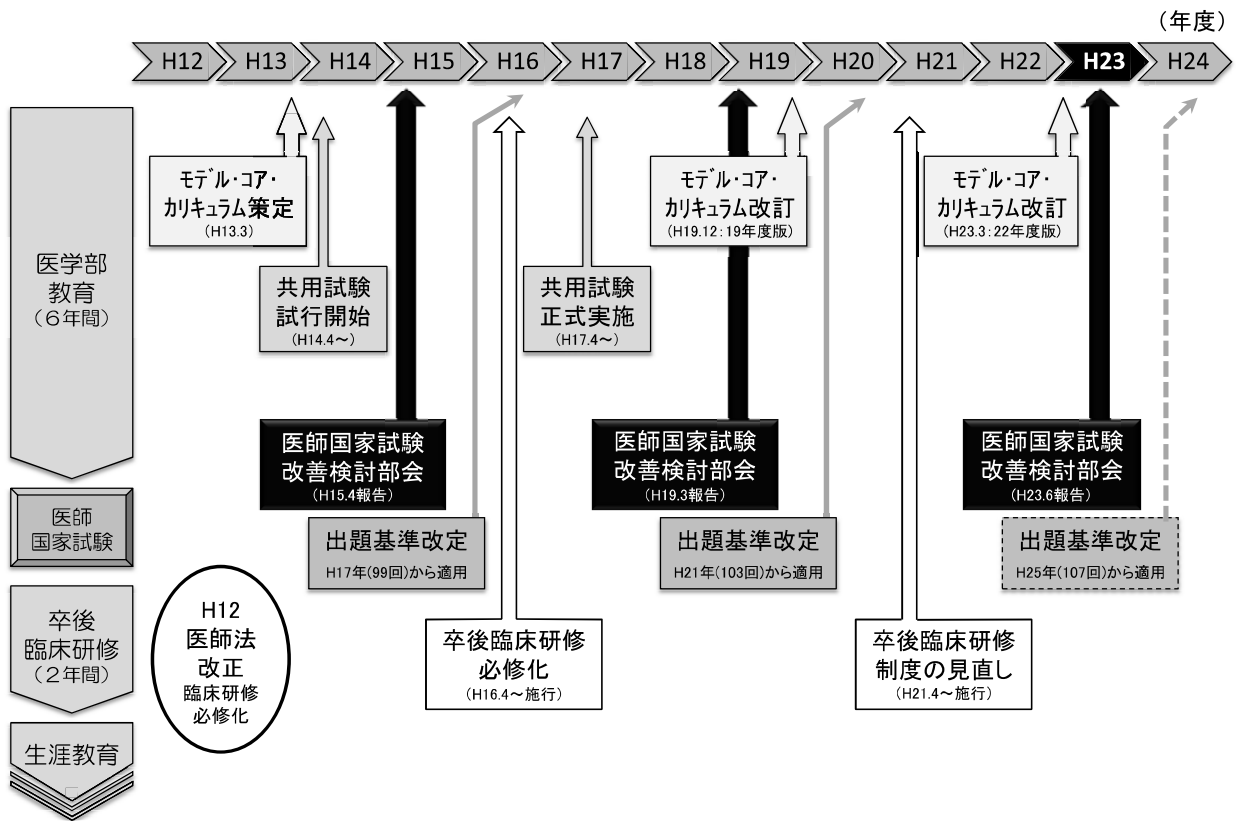 (年度)
H12
H13
H14
H15
H16
H17
H18
H19
H20
H21
H22
H23
H24
医学部
教育
(6年間)
ﾓﾃﾞﾙ・ｺｱ・
ｶﾘｷｭﾗﾑ策定
(H13.3)
ﾓﾃﾞﾙ・ｺｱ・
ｶﾘｷｭﾗﾑ改訂
(H19.12：19年度版)
ﾓﾃﾞﾙ・ｺｱ・
ｶﾘｷｭﾗﾑ改訂
(H23.3：22年度版)
共用試験
試行開始
(H14.4～)
共用試験
正式実施
(H17.4～)
医師国家試験
改善検討部会
(H15.4報告)
医師国家試験
改善検討部会
(H19.3報告)
医師国家試験
改善検討部会
(H23.6報告)
医師
国家試験
出題基準改定
H17年(99回)から適用
出題基準改定
H21年(103回)から適用
出題基準改定
H25年(107回)から適用
卒後
臨床研修
(2年間)
H12
医師法
改正
臨床研修
必修化
卒後臨床研修
必修化
(H16.4～施行)
卒後臨床研修
制度の見直し
(H21.4～施行)
生涯教育